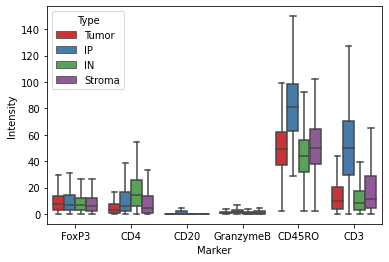 Type
Tumor
IP
IN
Stroma
Intensity
140
120
100
80
60
40
20
0
FoxP3 CD4 CD20 GranzymeB CD45RO CD3
Marker